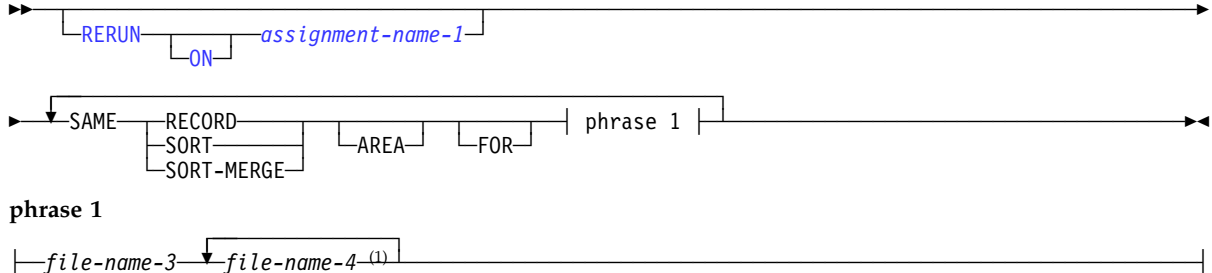 RERUN ON assignment-name-1
SAME RECORD AREA FOR phrase 1
SORT
SORT-MERGE
phrase 1
file-name-3 file-name-4 (1)